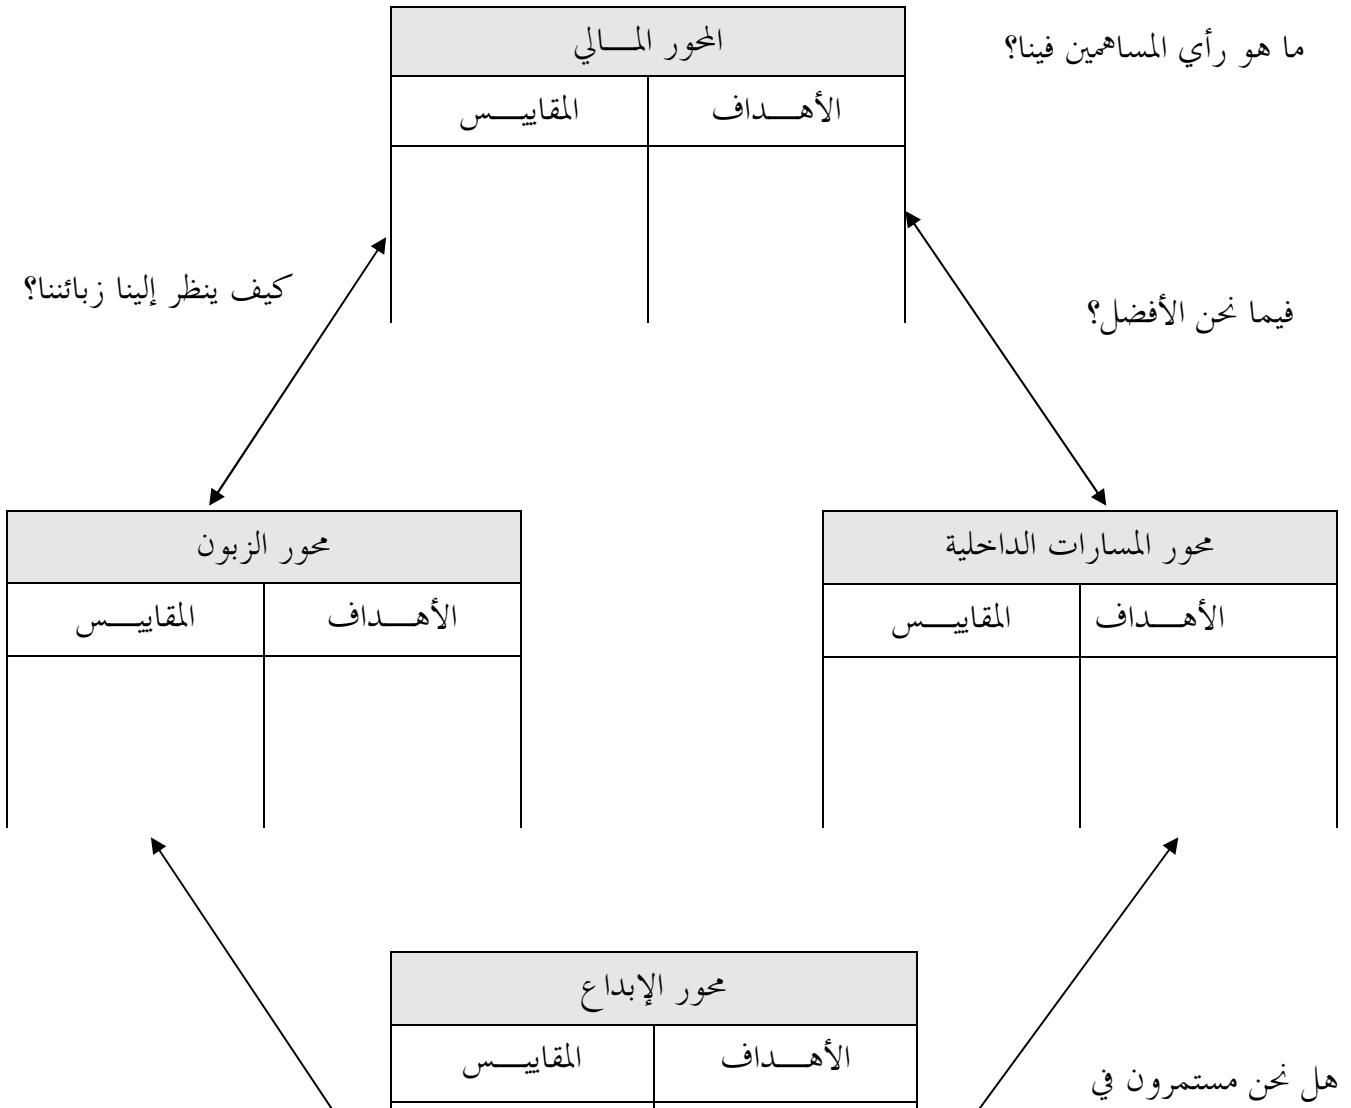 ما هو رأي المساهمين فينا؟
المحور المـــالي
الأهـــداف المقاييـــس
كيف ينظر إلينا زبائننا؟
فيما نحن الأفضل؟
محور المسارات الداخلية
الأهـــداف المقاييـــس
محور الزبون
الأهـــداف المقاييـــس
محور الإبداع
الأهـــداف المقاييـــس
هل نحن مستمرون في